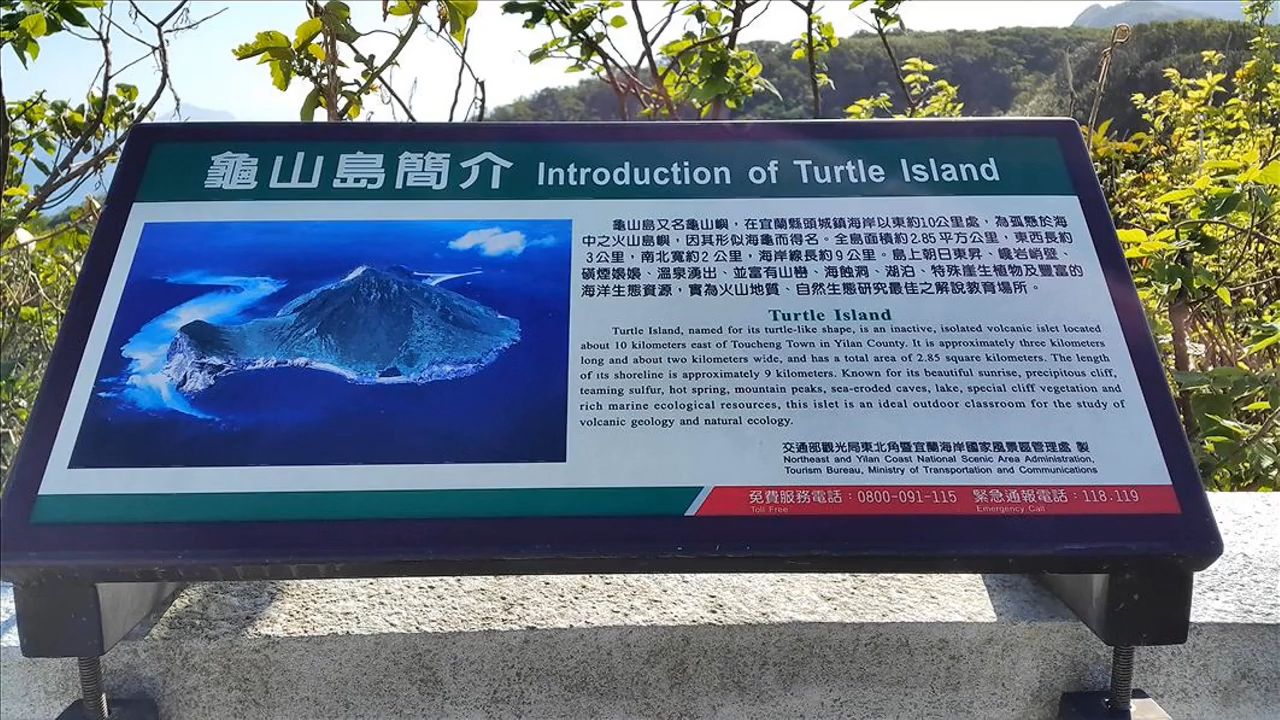 龜山島簡介 Introduction of Turtle Island
龜山島又名龜山嶼，在宜蘭縣頭城鎮海岸以東約10公里處，為孤懸於海
中之火山島嶼，因其形似海龜而得名。全島面積約2.85平方公里，東西長約
3公里，南北寬約2公里，海岸線長約9公里。島上朝日東昇、巉岩峭壁、
磺煙裊裊、溫泉湧出、並富有山巒、海蝕洞、湖泊、特殊崖生植物及豐富的
海洋生態資源，實為火山地質、自然生態研究最佳之解說教育場所。
Turtle Island
Turtle Island, named for its turtle-like shape, is an inactive, isolated volcanic islet located
about 10 kilometers east of Toucheng Town in Yilan County. It is approximately three kilometers
long and about two kilometers wide, and has a total area of 2.85 square kilometers. The length
of its shoreline is approximately 9 kilometers. Known for its beautiful sunrise, precipitous cliff,
teaming sulfur, hot spring, mountain peaks, sea-eroded caves, lake, special cliff vegetation and
rich marine ecological resources, this islet is an ideal outdoor classroom for the study of
volcanic geology and natural ecology.
交通部觀光局東北角暨宜蘭海岸國家風景區管理處 製
Northeast and Yilan Coast National Scenic Area Administration,
Tourism Bureau, Ministry of Transportation and Communications
免費服務電話：0800-091-115 緊急通報電話：118.119
Toll Free Emergency Call